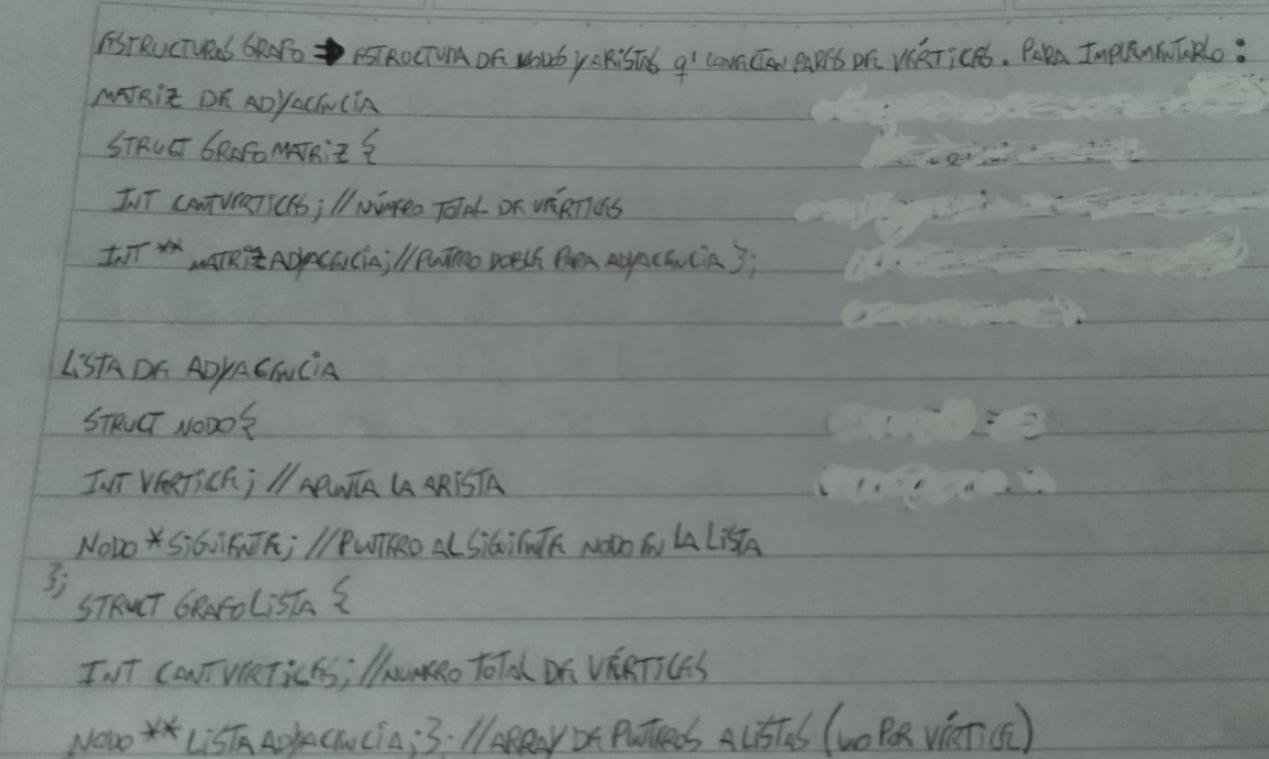 ESTRUCTURAS GRAFO ⇒ ESTRUCTURA DE NODOS Y ARISTAS q' CONECTAN PARES DE VÉRTICES. PARA IMPLEMENTARLO:
MATRIZ DE ADYACENCIA
STRUCT GRAFOMATRIZ {
INT CANTVERTICES; //NÚMERO TOTAL DE VÉRTICES
INT ** MATRIZADYACENCIA; //PUNTERO DOBLE PARA ADYACENCIA };
LISTA DE ADYACENCIA
STRUCT NODO {
INT VERTICE; // APUNTA LA ARISTA
NODO *SIGUIENTE; //PUNTERO AL SIGUIENTE NODO EN LA LISTA
};
STRUCT GRAFOLISTA {
INT CANTVERTICES; //NUMERO TOTAL DE VÉRTICES
NODO ** LISTAADYACENCIA; }; //ARRAY DE PUNTEROS A LISTAS ( POR VÉRTICE)